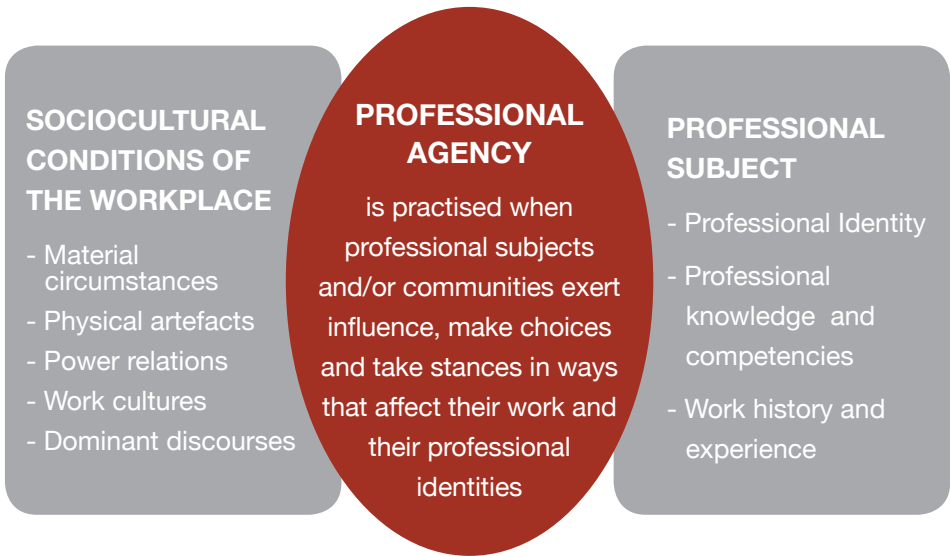 SOCIOCULTURAL
CONDITIONS OF
THE WORKPLACE
- Material
circumstances
- Physical artefacts
- Power relations
- Work cultures
- Dominant discourses
PROFESSIONAL
AGENCY
is practised when
professional subjects
and/or communities exert
influence, make choices
and take stances in ways
that affect their work and
their professional
identities
PROFESSIONAL
SUBJECT
- Professional Identity
- Professional
knowledge and
competencies
- Work history and
experience